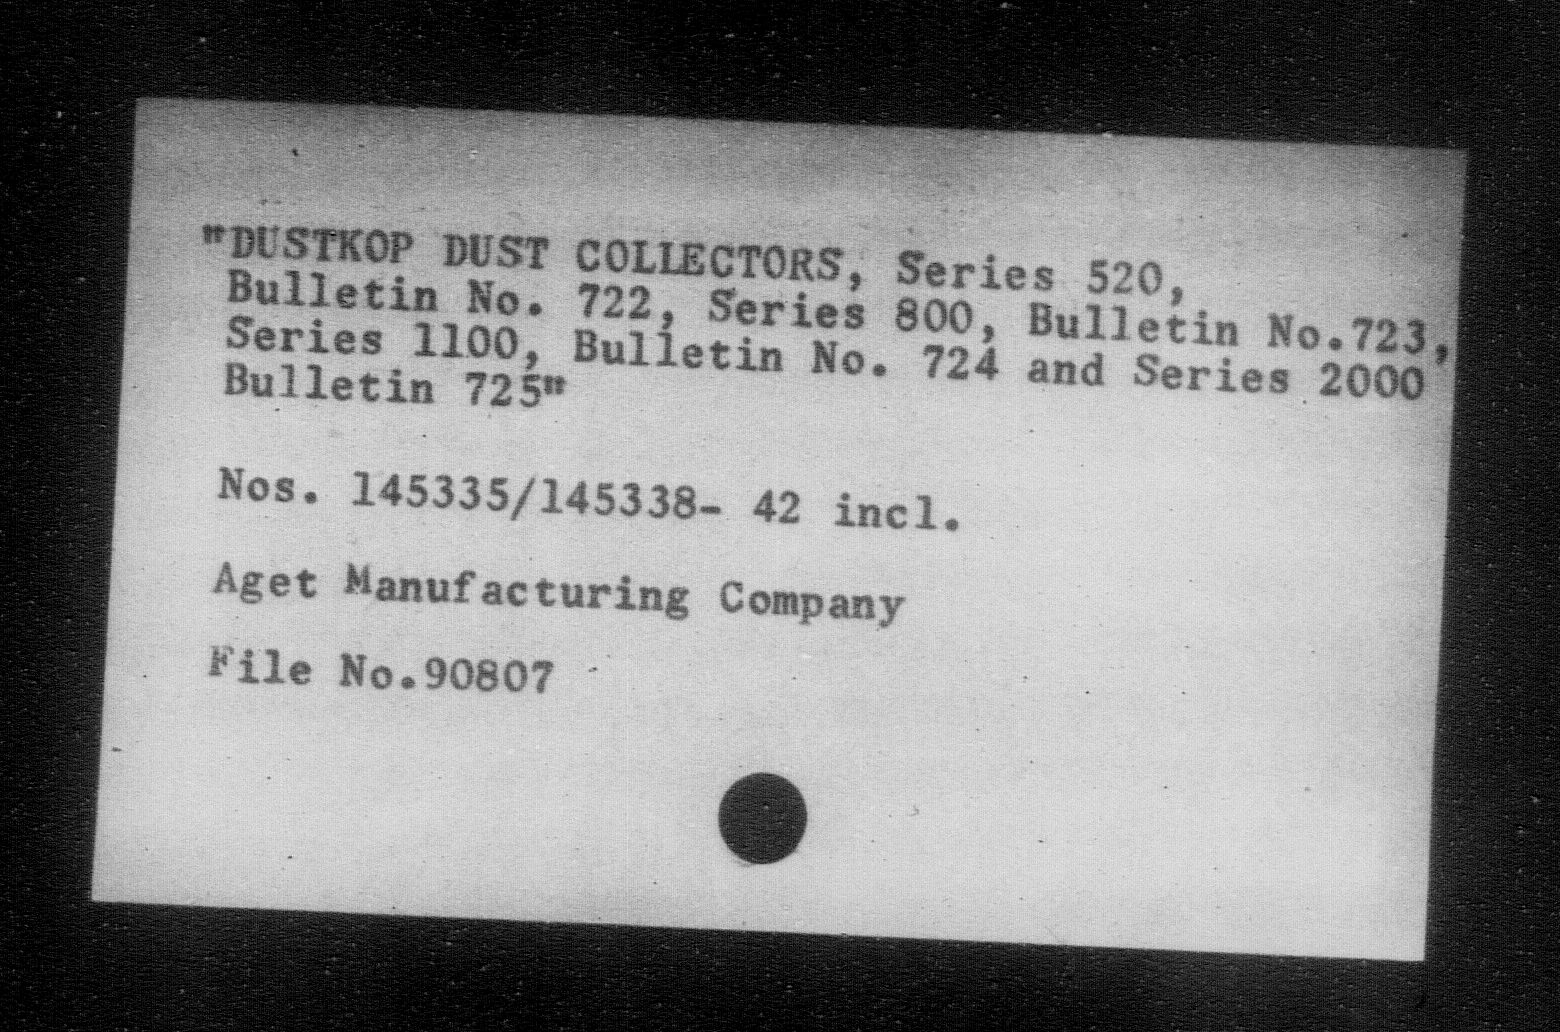 "DUSTKOP DUST COLLECTORS, Series 520,
Bulletin No. 722, Series 800, Bulletin No.723,
Series 1100, Bulletin No. 724 and Series 2000
Bulletin 725"
Nos. 145335/145338- 42 incl.
Aget Manufacturing Company
File No.90807